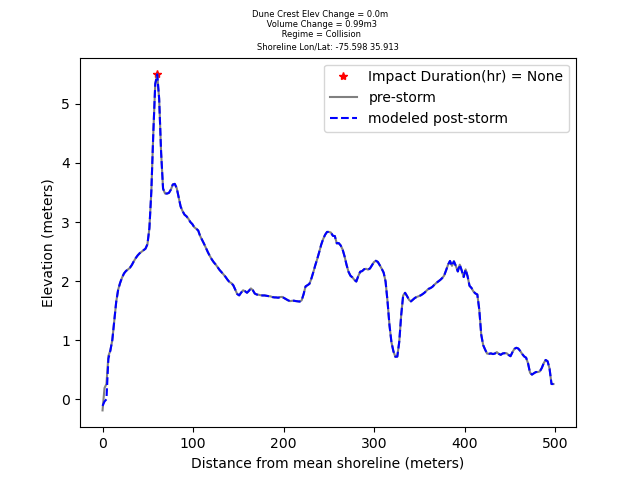 Dune Crest Elev Change = 0.0m
Volume Change = 0.99m3
Regime = Collision
Shoreline Lon/Lat: -75.598 35.913
Impact Duration(hr) = None
pre-storm
modeled post-storm
Elevation (meters)
5
4
3
2
1
0
0 100 200 300 400 500
Distance from mean shoreline (meters)